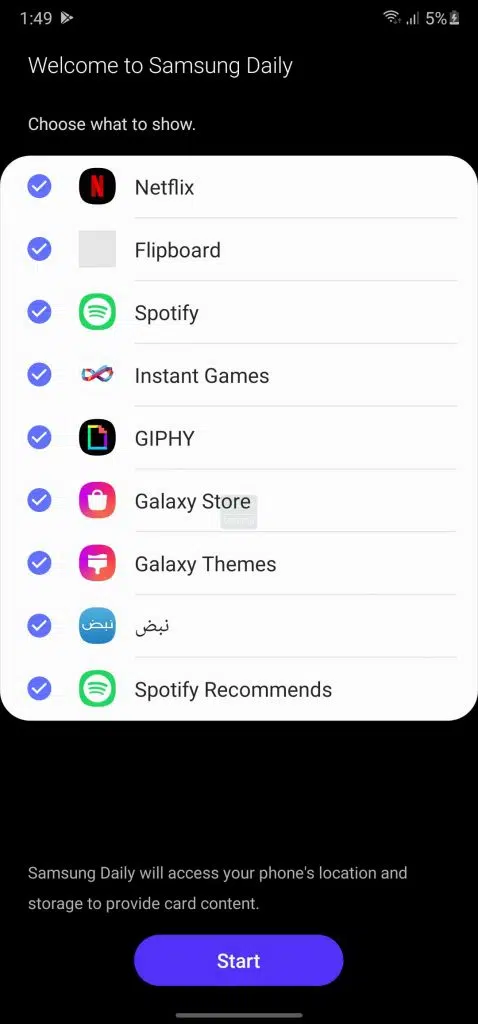 1:49
5%
Welcome to Samsung Daily
Choose what to show.
Netflix
Flipboard
Spotify
Instant Games
GIPHY
Galaxy Store
Galaxy Themes
نبض
نبض
Spotify Recommends
Samsung Daily will access your phone's location and
storage to provide card content.
Start